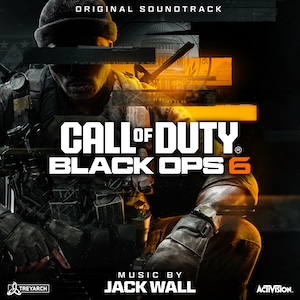 ORIGINAL SOUNDTRACK
CALL OF DUTY®
BLACK OPS 6
MUSIC BY
JACK WALL
TREYARCH
ACTIVISION